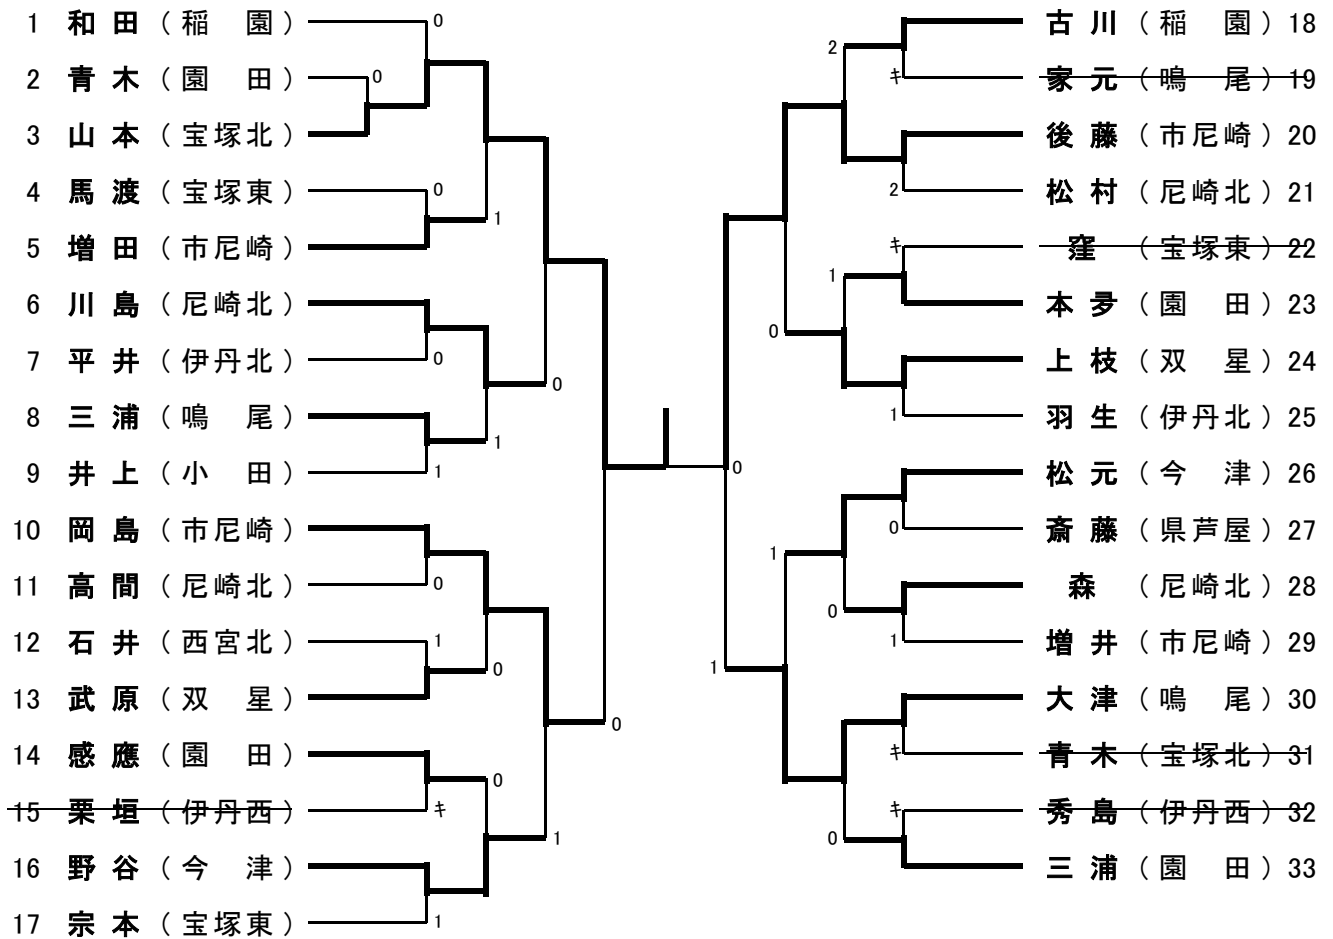 1 和田（稲 園）
0
2 青木（園 田）
0
3 山本（宝塚北）
4 馬渡（宝塚東）
0
1
5 増田（市尼崎）
6 川島（尼崎北）
7 平井（伊丹北）
0
0
8 三浦（鳴 尾）
1
9 井上（小 田）
1
10 岡島（市尼崎）
11 高間（尼崎北）
0
12 石井（西宮北）
1
0
13 武原（双 星）
0
14 感應（園 田）
0
15 栗垣（伊丹西）
キ
1
16 野谷（今 津）
17 宗本（宝塚東）
1
古川（稲 園）18
2
家元（鳴 尾）19
キ
後藤（市尼崎）20
松村（尼崎北）21
2
窪（宝塚東）22
キ
1
本夛（園 田）23
0
上枝（双 星）24
羽生（伊丹北）25
1
松元（今 津）26
0
斎藤（県芦屋）27
0
1
森（尼崎北）28
0
増井（市尼崎）29
1
1
大津（鳴 尾）30
青木（宝塚北）31
キ
秀島（伊丹西）32
キ
0
三浦（園 田）33